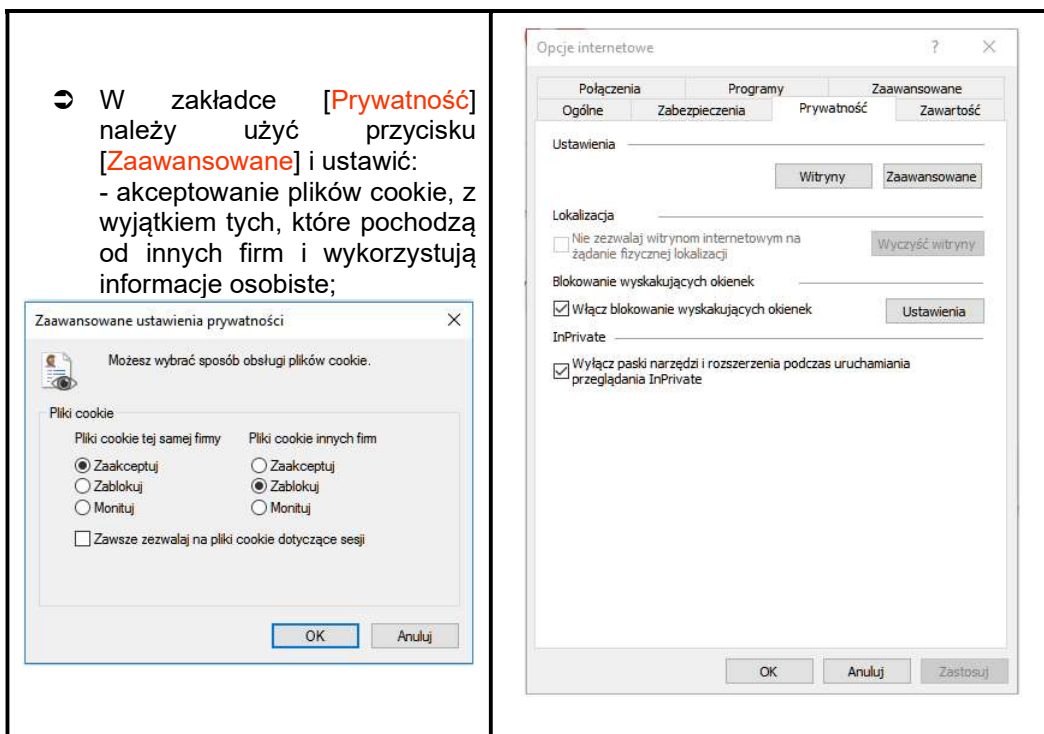 ➲ W zakładce [Prywatność]
należy użyć przycisku
[Zaawansowane] i ustawić:
- akceptowanie plików cookie, z
wyjątkiem tych, które pochodzą
od innych firm i wykorzystują
informacje osobiste;
Zaawansowane ustawienia prywatności
Możesz wybrać sposób obsługi plików cookie.
Pliki cookie
Pliki cookie tej samej firmy Pliki cookie innych firm
Zaakceptuj Zaakceptuj
Zablokuj Zablokuj
Monituj Monituj
Zawsze zezwalaj na pliki cookie dotyczące sesji
OK Anuluj
Opcje internetowe ?
Połączenia Programy Zaawansowane
Ogólne Zabezpieczenia Prywatność Zawartość
Ustawienia
Witryny Zaawansowane
Lokalizacja
Nie zezwalaj witrynom internetowym na
żądanie fizycznej lokalizacji
Wyczyść witryny
Blokowanie wyskakujących okienek
Włącz blokowanie wyskakujących okienek Ustawienia
InPrivate
Wyłącz paski narzędzi i rozszerzenia podczas uruchamiania
przeglądania InPrivate
OK Anuluj Zastosuj